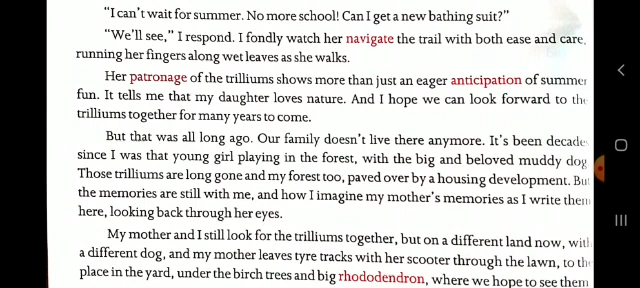 "I can't wait for summer. No more school! Can I get a new bathing suit?"
"We'll see," I respond. I fondly watch her navigate the trail with both ease and care,
running her fingers along wet leaves as she walks.
Her patronage of the trilliums shows more than just an eager anticipation of summer
fun. It tells me that my daughter loves nature. And I hope we can look forward to the
trilliums together for many years to come.
But that was all long ago. Our family doesn't live there anymore. It's been decades
since I was that young girl playing in the forest, with the big and beloved muddy dog
Those trilliums are long gone and my forest too, paved over by a housing development. But
the memories are still with me, and how I imagine my mother's memories as I write them
here, looking back through her eyes.
My mother and I still look for the trilliums together, but on a different land now, with
a different dog, and my mother leaves tyre tracks with her scooter through the lawn, to the
place in the yard, under the birch trees and big rhododendron, where we hope to see them